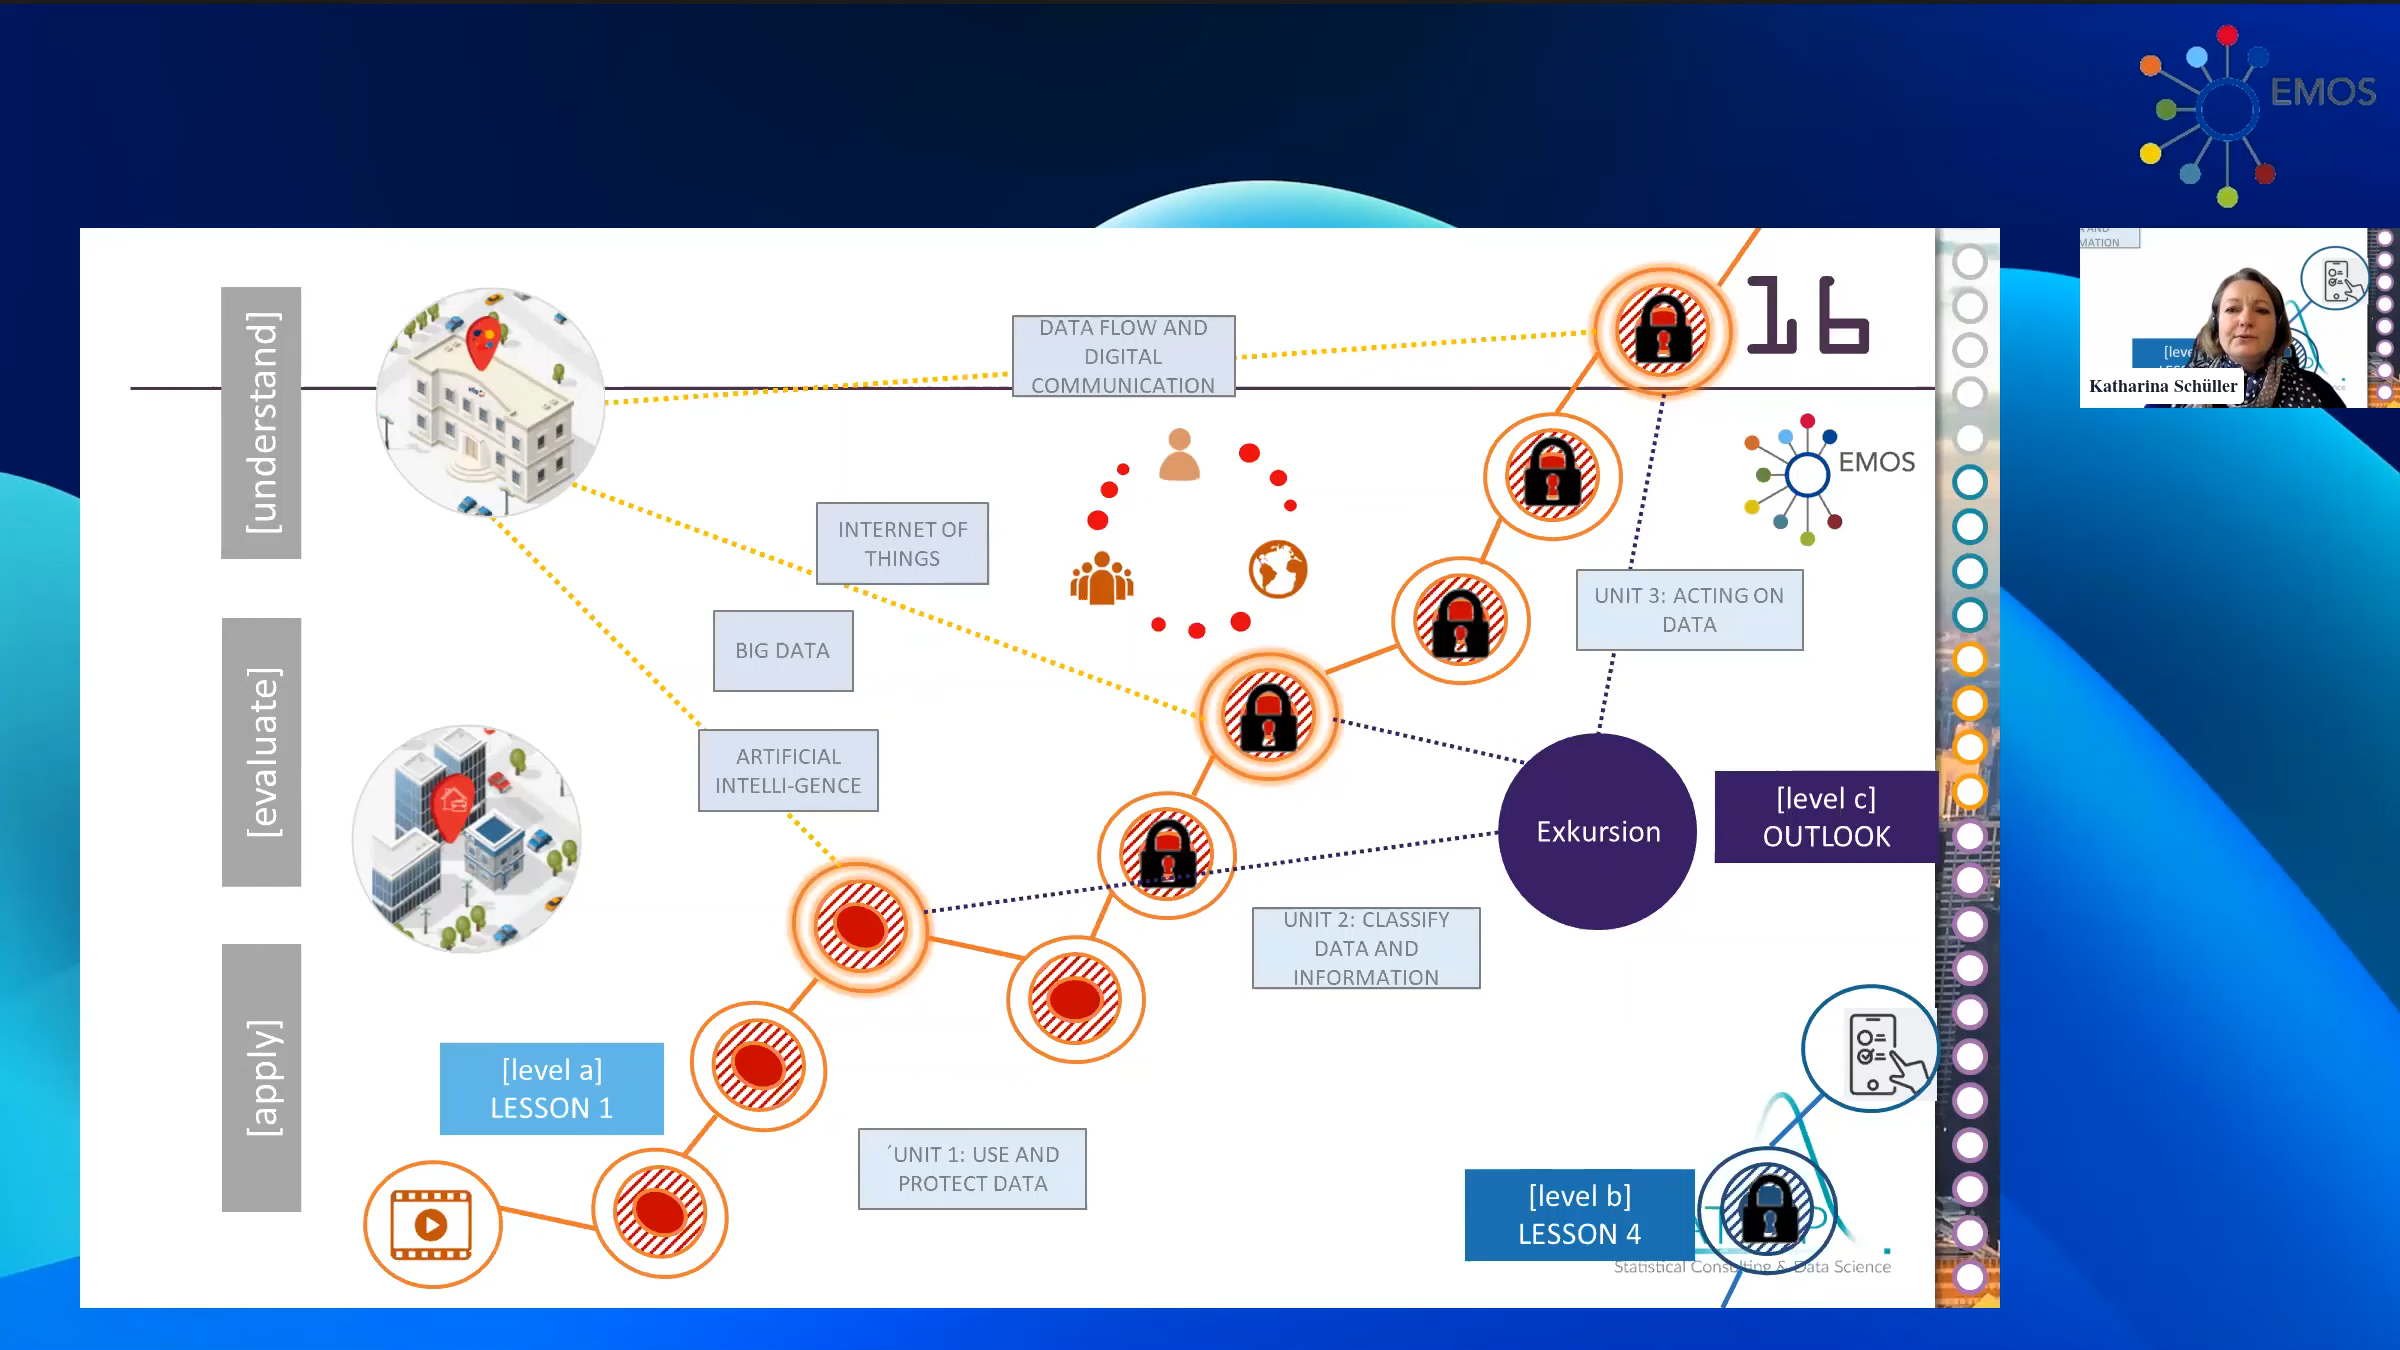 EMOS
[understand]
DATA FLOW AND
DIGITAL
COMMUNICATION
16
EMOS
INTERNET OF
THINGS
UNIT 3: ACTING ON
DATA
BIG DATA
[evaluate]
ARTIFICIAL
INTELLI-GENCE
Exkursion
[level c]
OUTLOOK
UNIT 2: CLASSIFY
DATA AND
INFORMATION
[apply]
[level a]
LESSON 1
´UNIT 1: USE AND
PROTECT DATA
[level b]
LESSON 4
Statistical Consulting & Data Science
MATION
[leve
Katharina Schüller